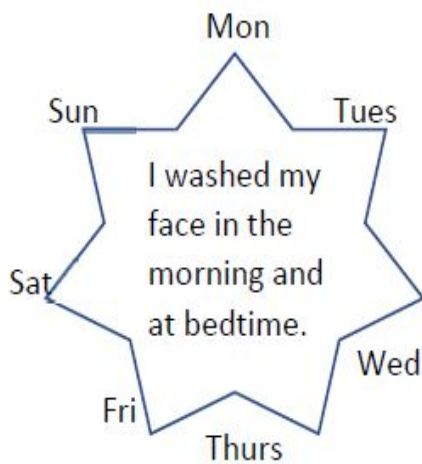 Mon
Sun
Tues
I washed my
face in the
morning and
at bedtime.
Sat
Wed
Fri
Thurs